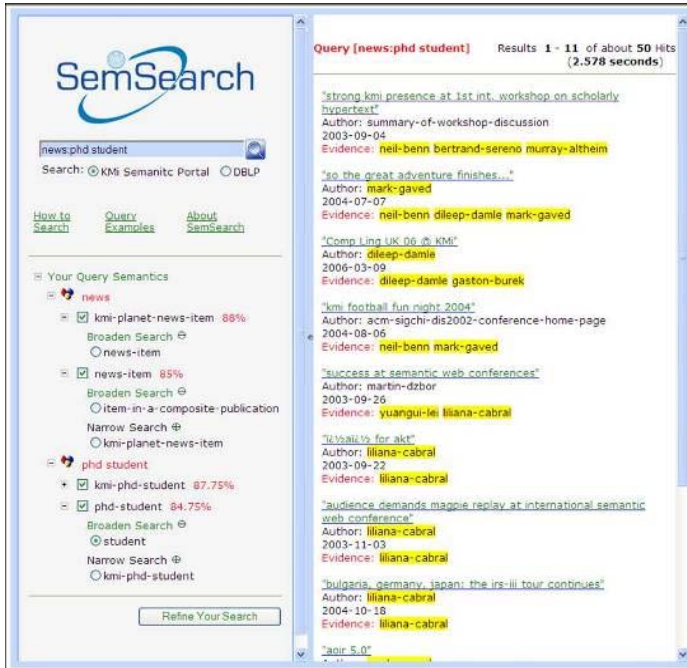 SemSearch
news:phd student
Search: KMi Semanitc Portal DBLP
How to Search
Query Examples
About SemSearch
Your Query Semantics
news
kmi-planet-news-item 86%
Broaden Search
news-item
news-item 85%
Broaden Search
item-in-a-composite-publication
Narrow Search
kmi-planet-news-item
phd student
kmi-phd-student 87.75%
phd-student 84.75%
Broaden Search
student
Narrow Search
kmi-phd-student
Refine Your Search
Query [news:phd student] Results 1 - 11 of about 50 Hits
(2.578 seconds)
"strong kmi presence at 1st int. workshop on scholarly
hypertext"
Author: summary-of-workshop-discussion
2003-09-04
Evidence: neil-benn bertrand-sereno murray-altheim
"so the great adventure finishes..."
Author: mark-gaved
2004-07-07
Evidence: neil-benn dileep-damle mark-gaved
"Comp Ling UK 06 @ KMi"
Author: dileep-damle
2006-03-09
Evidence: dileep-damle gaston-burek
"kmi football fun night 2004"
Author: acm-sigchi-dis2002-conference-home-page
2004-08-06
Evidence: neil-benn mark-gaved
"success at semantic web conferences"
Author: martin-dzbor
2003-09-26
Evidence: yuangui-lei liliana-cabral
"ï¿½aï¿½ for akt"
Author: liliana-cabral
2003-09-22
Evidence: liliana-cabral
"audience demands magpie replay at international semantic
web conference"
Author: liliana-cabral
2003-11-03
Evidence: liliana-cabral
"bulgaria, germany, japan: the irs-iii tour continues"
Author: liliana-cabral
2004-10-18
Evidence: liliana-cabral
"aoir 5.0"